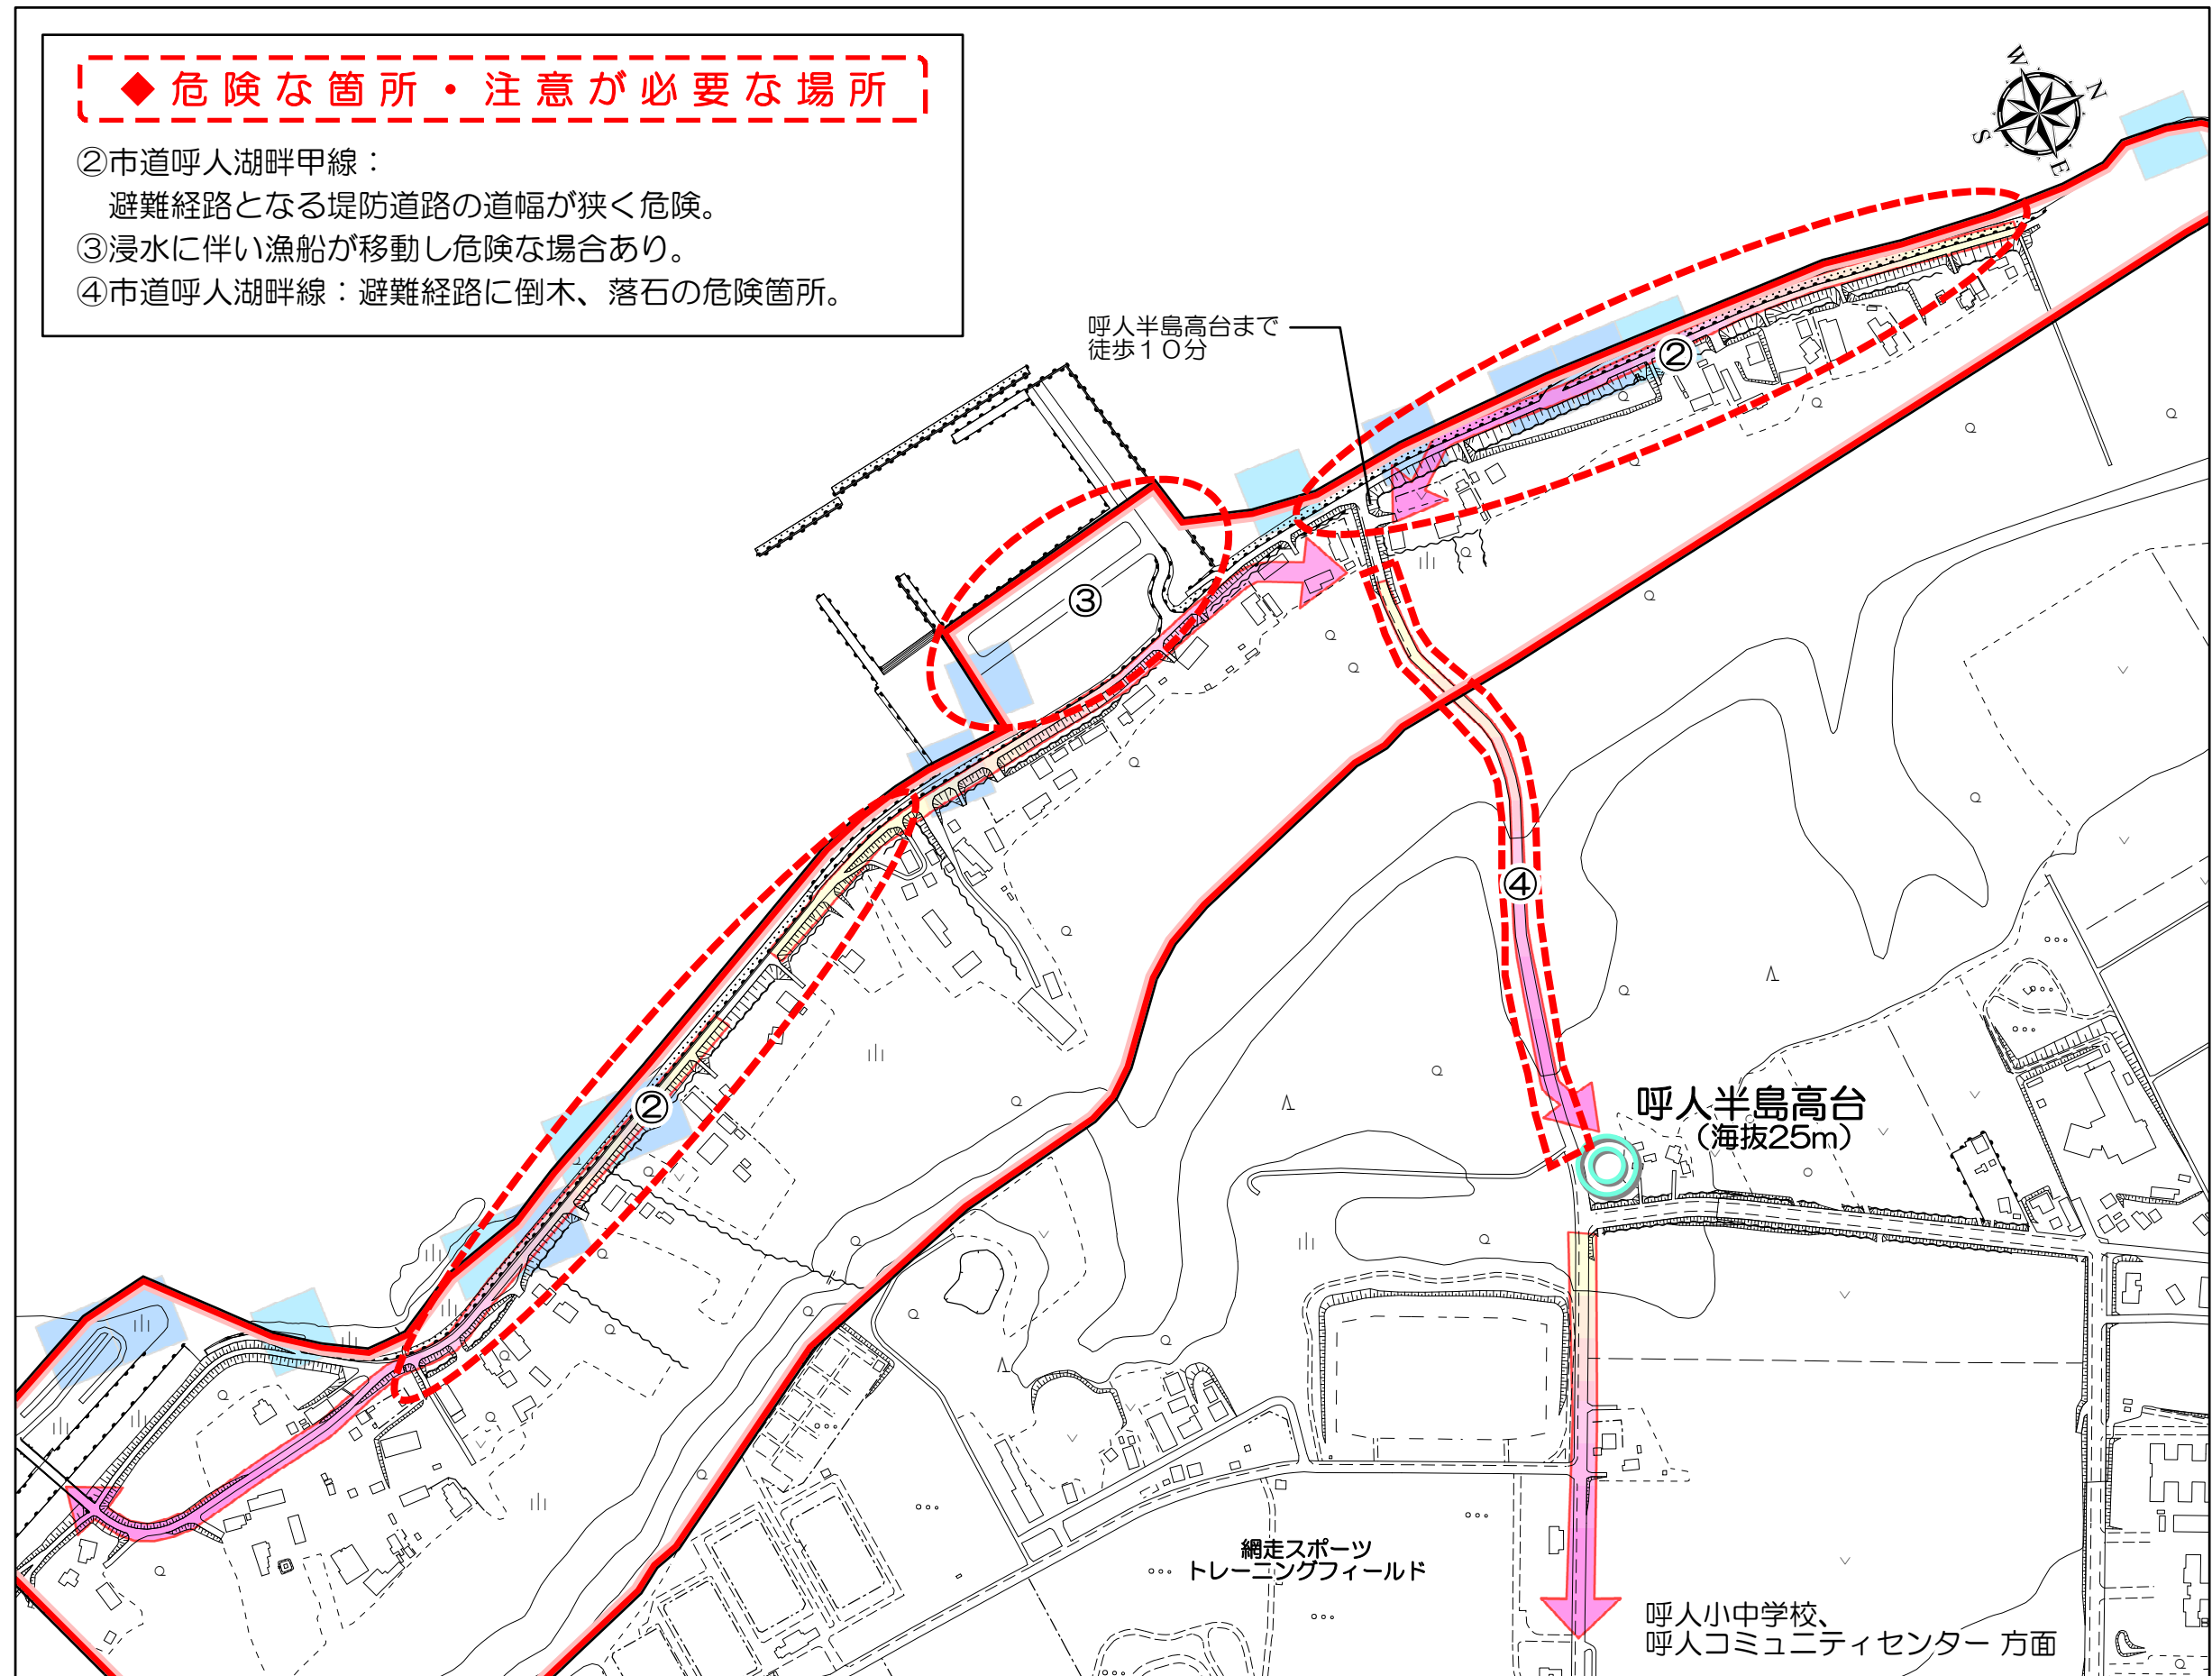 ◆危険な箇所・注意が必要な場所
②市道呼人湖畔甲線：
避難経路となる堤防道路の道幅が狭く危険。
③浸水に伴い漁船が移動し危険な場合あり。
④市道呼人湖畔線：避難経路に倒木、落石の危険箇所。
W
N
S
E
呼人半島高台まで
徒歩１０分
②
③
④
②
呼人半島高台
（海抜25m）
網走スポーツ
トレーニングフィールド
呼人小中学校、
呼人コミュニティセンター 方面